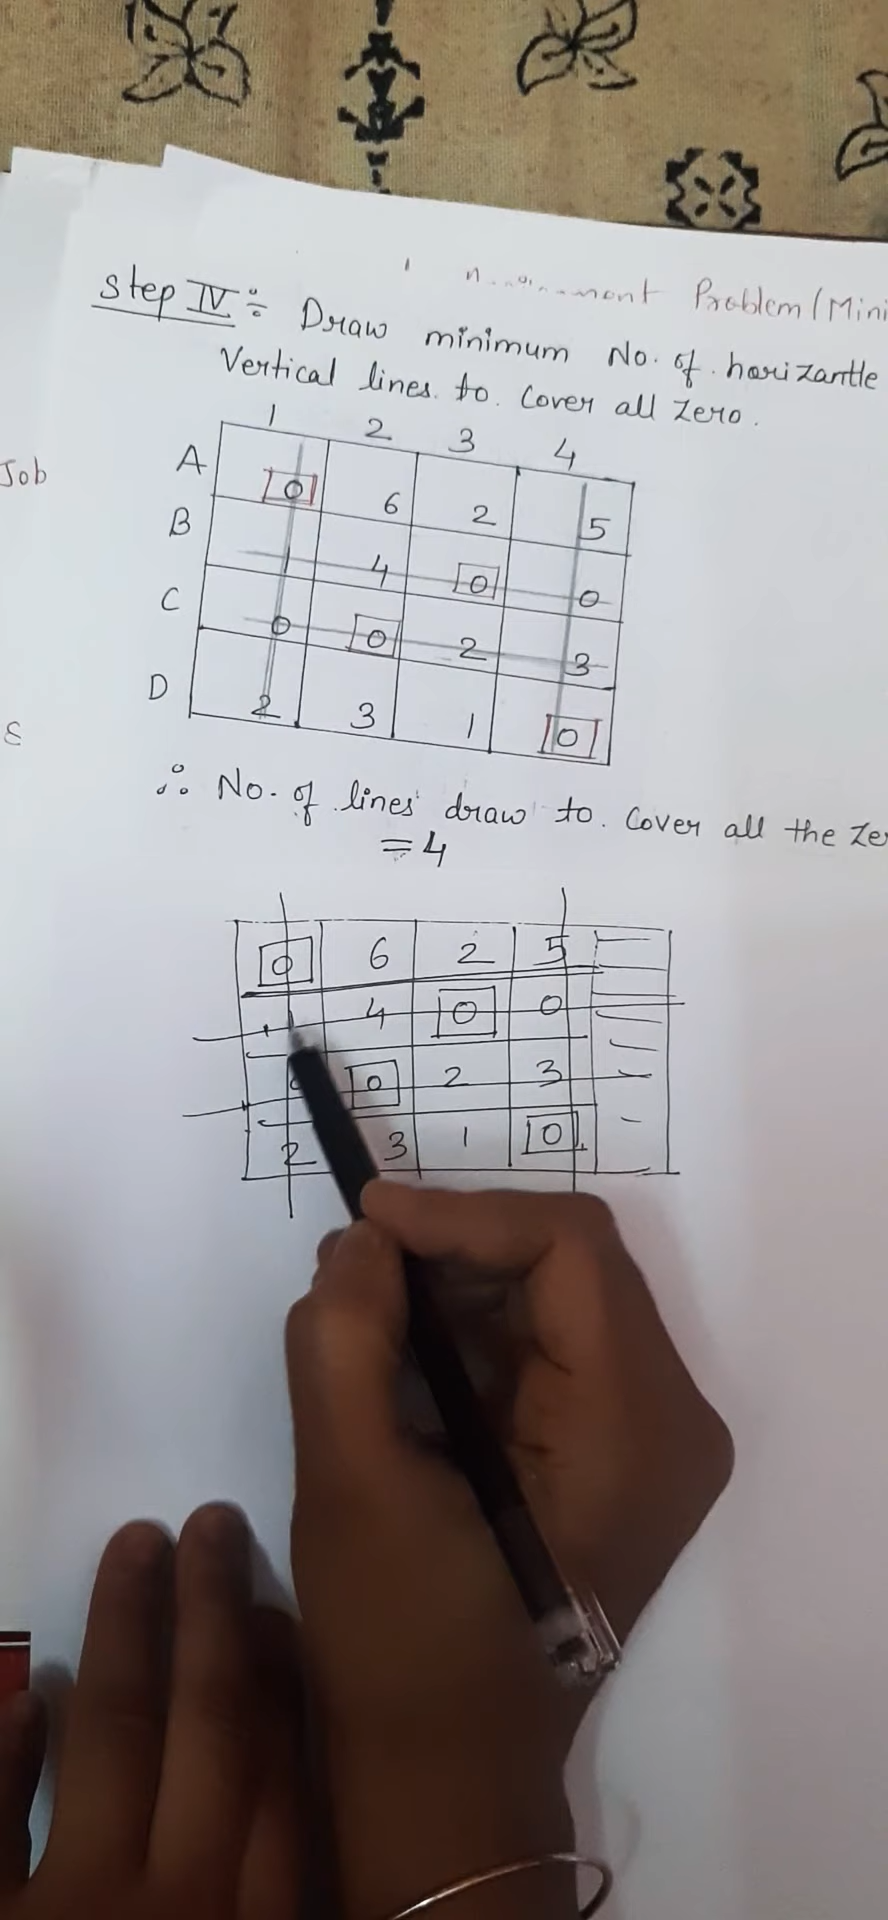 Problem (Mini
Step IV ÷ Draw minimum No. of. horizantle
Vertical lines. to. Cover all Zero.
1 2 3 4
Job
A 0 6 2 5
B 1 4 0 0
C 0 0 2 3
D 2 3 1 0
∴ No. of lines draw to. Cover all the Ze
= 4
0 6 2 5
4 0 0
0 2 3
2 3 1 0